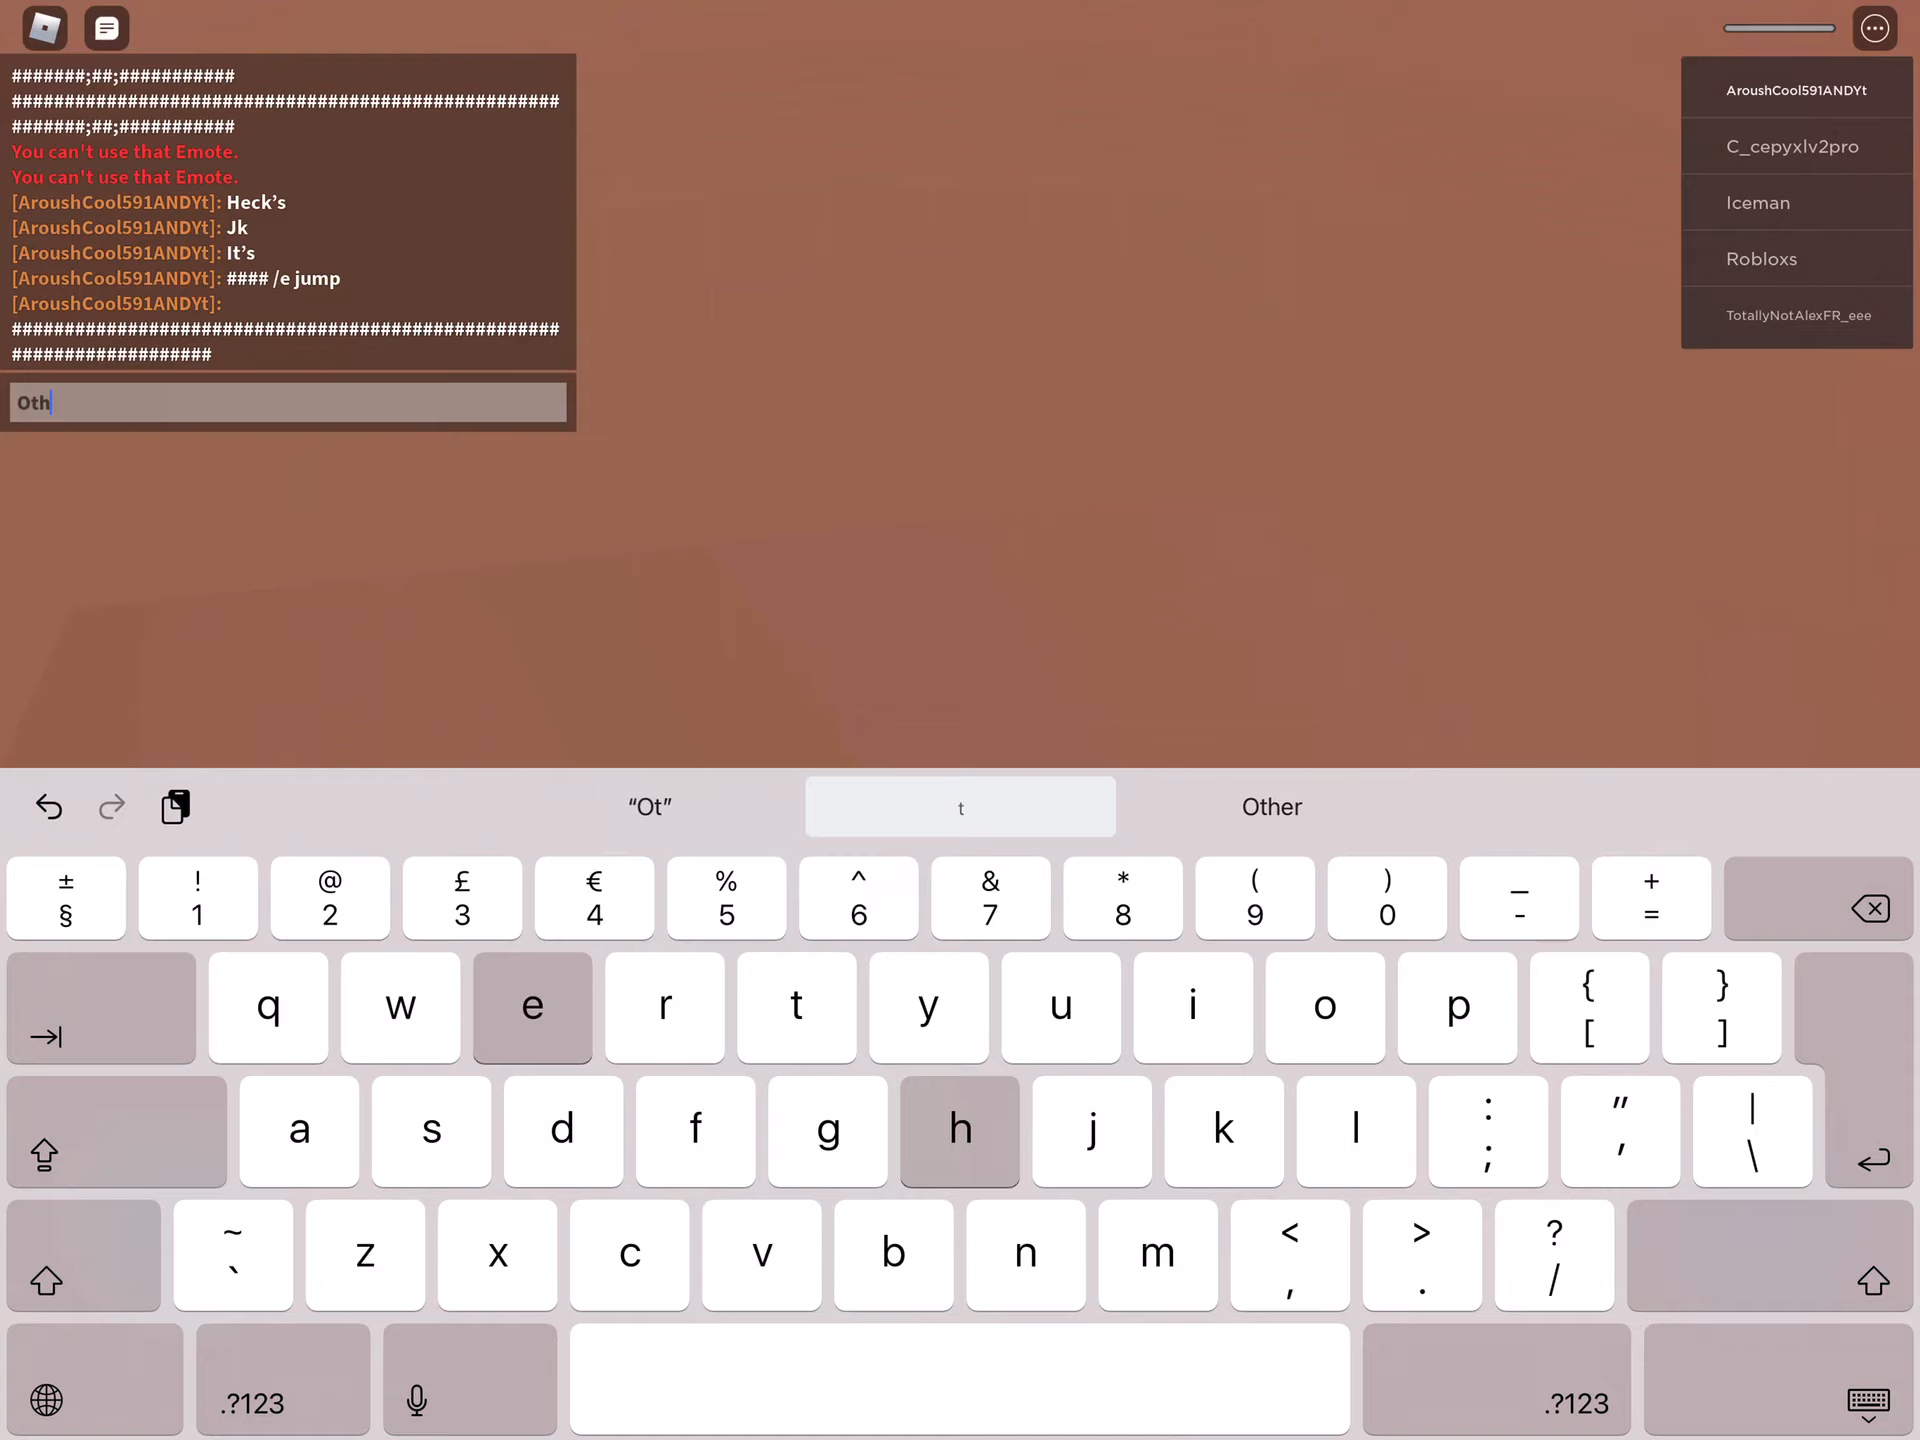 #######;##;###########
####################################################
#######;##;###########
You can't use that Emote.
You can't use that Emote.
[AroushCool591ANDYt]: Heck’s
[AroushCool591ANDYt]: Jk
[AroushCool591ANDYt]: It’s
[AroushCool591ANDYt]: #### /e jump
[AroushCool591ANDYt]:
####################################################
###################
Oth
AroushCool591ANDYt
C_cepyxlv2pro
Iceman
Robloxs
TotallyNotAlexFR_eee
“Ot” t Other
± ! @ £ € % ^ & * ( ) _ +
§ 1 2 3 4 5 6 7 8 9 0 - =
q w e r t y u i o p { [ } ]
a s d f g h j k l : ; " ' | \
~ ` z x c v b n m < , > . ? /
.?123 .?123